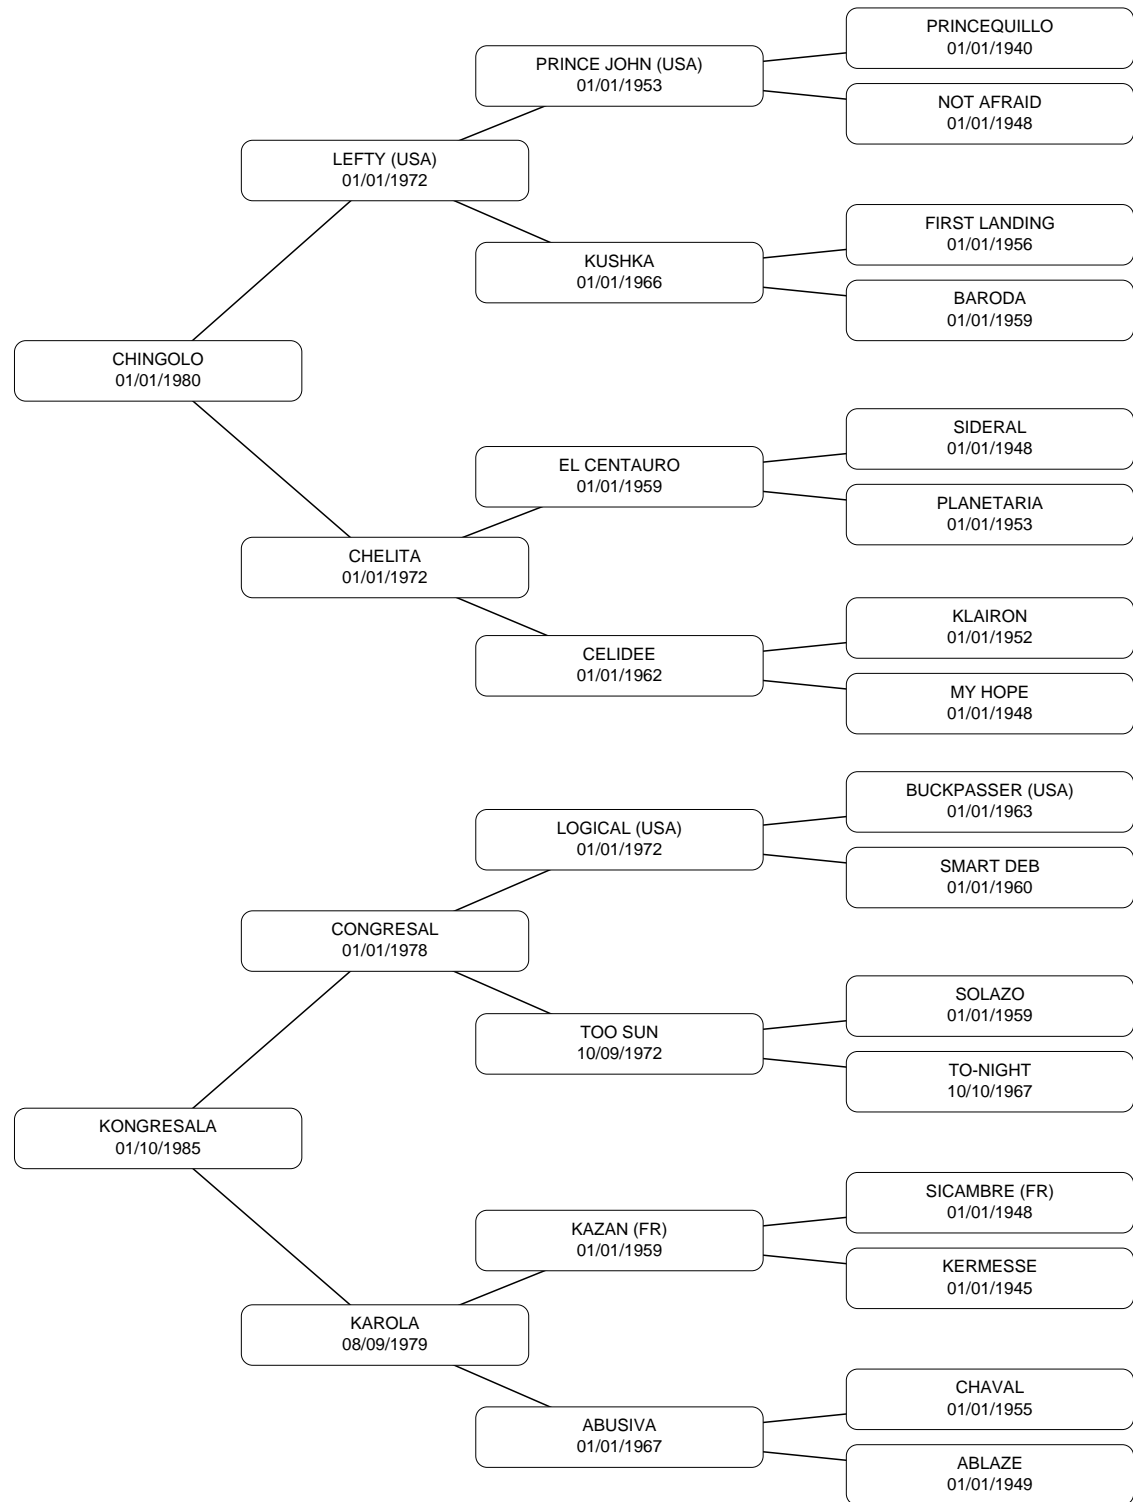 PRINCEQUILLO
01/01/1940
PRINCE JOHN (USA)
01/01/1953
NOT AFRAID
01/01/1948
LEFTY (USA)
01/01/1972
FIRST LANDING
01/01/1956
KUSHKA
01/01/1966
BARODA
01/01/1959
CHINGOLO
01/01/1980
SIDERAL
01/01/1948
EL CENTAURO
01/01/1959
PLANETARIA
01/01/1953
CHELITA
01/01/1972
KLAIRON
01/01/1952
CELIDEE
01/01/1962
MY HOPE
01/01/1948
BUCKPASSER (USA)
01/01/1963
LOGICAL (USA)
01/01/1972
SMART DEB
01/01/1960
CONGRESAL
01/01/1978
SOLAZO
01/01/1959
TOO SUN
10/09/1972
TO-NIGHT
10/10/1967
KONGRESALA
01/10/1985
SICAMBRE (FR)
01/01/1948
KAZAN (FR)
01/01/1959
KERMESSE
01/01/1945
KAROLA
08/09/1979
CHAVAL
01/01/1955
ABUSIVA
01/01/1967
ABLAZE
01/01/1949